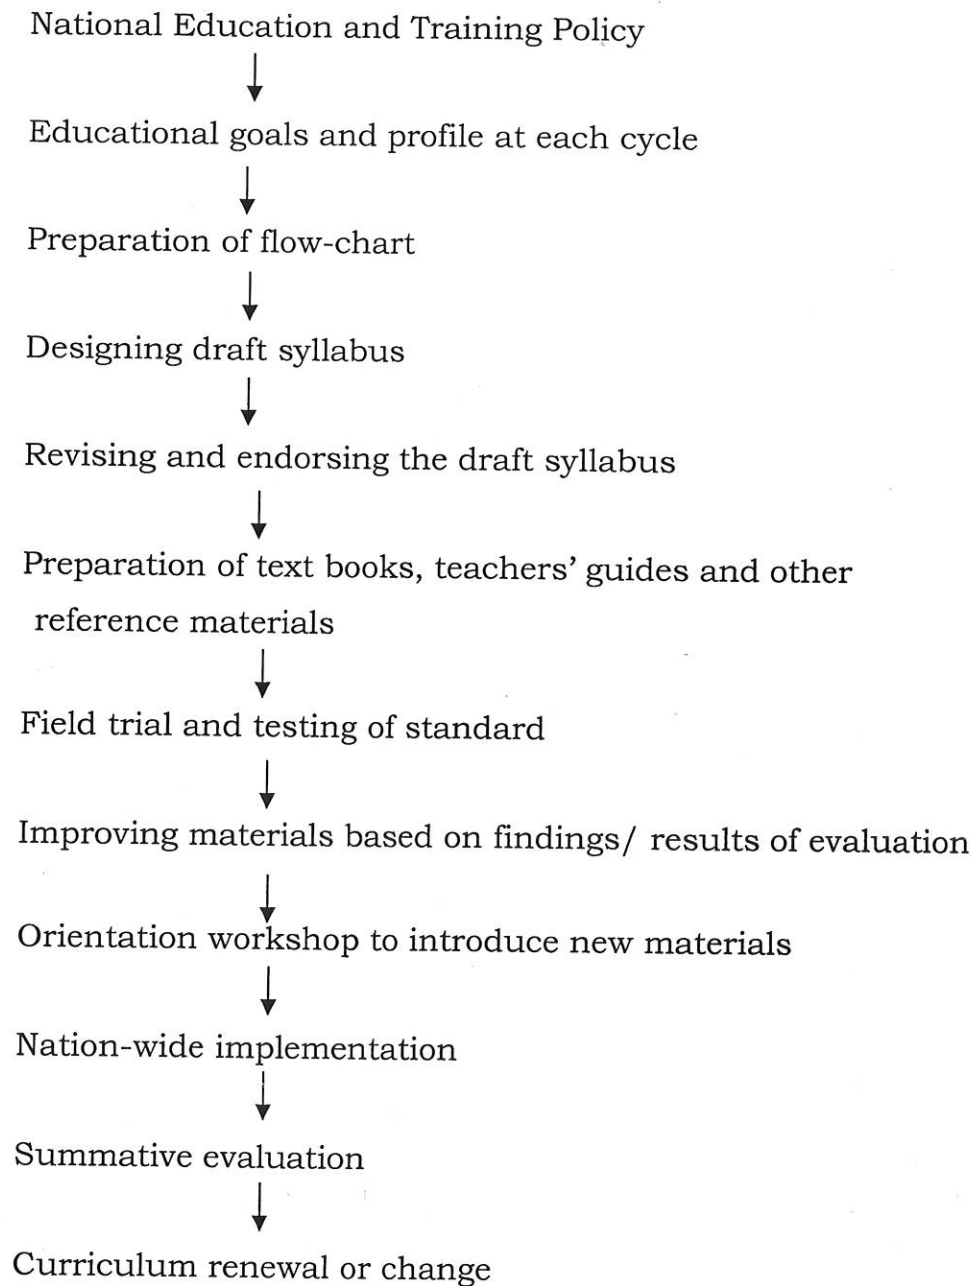 National Education and Training Policy
Educational goals and profile at each cycle
Preparation of flow-chart
Designing draft syllabus
Revising and endorsing the draft syllabus
Preparation of text books, teachers’ guides and other
reference materials
Field trial and testing of standard
Improving materials based on findings/ results of evaluation
Orientation workshop to introduce new materials
Nation-wide implementation
Summative evaluation
Curriculum renewal or change